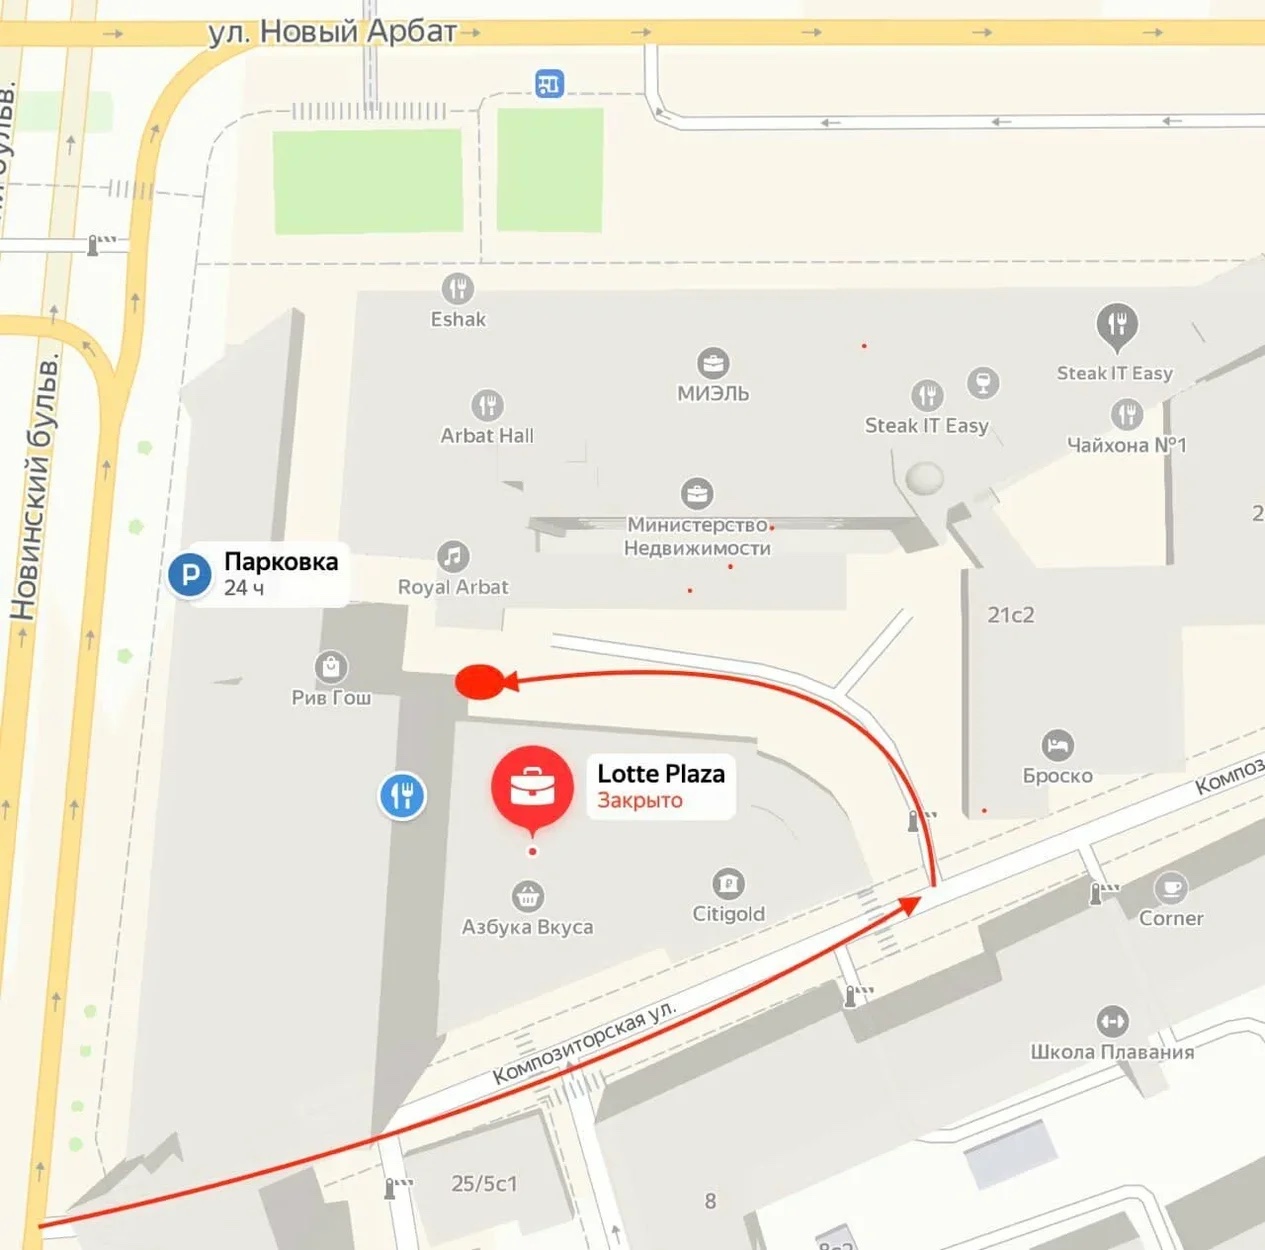 ул. Новый Арбат
Eshak
МИЭЛЬ
Steak IT Easy
Arbat Hall
Steak IT Easy
Чайхона №1
Новинский бульв.
Министерство
Недвижимости
2
Парковка
24 ч
Royal Arbat
21с2
Рив Гош
Lotte Plaza
Закрыто
Броско
Композ
Азбука Вкуса
Citigold
Corner
Композиторская ул.
Школа Плавания
25/5с1
8